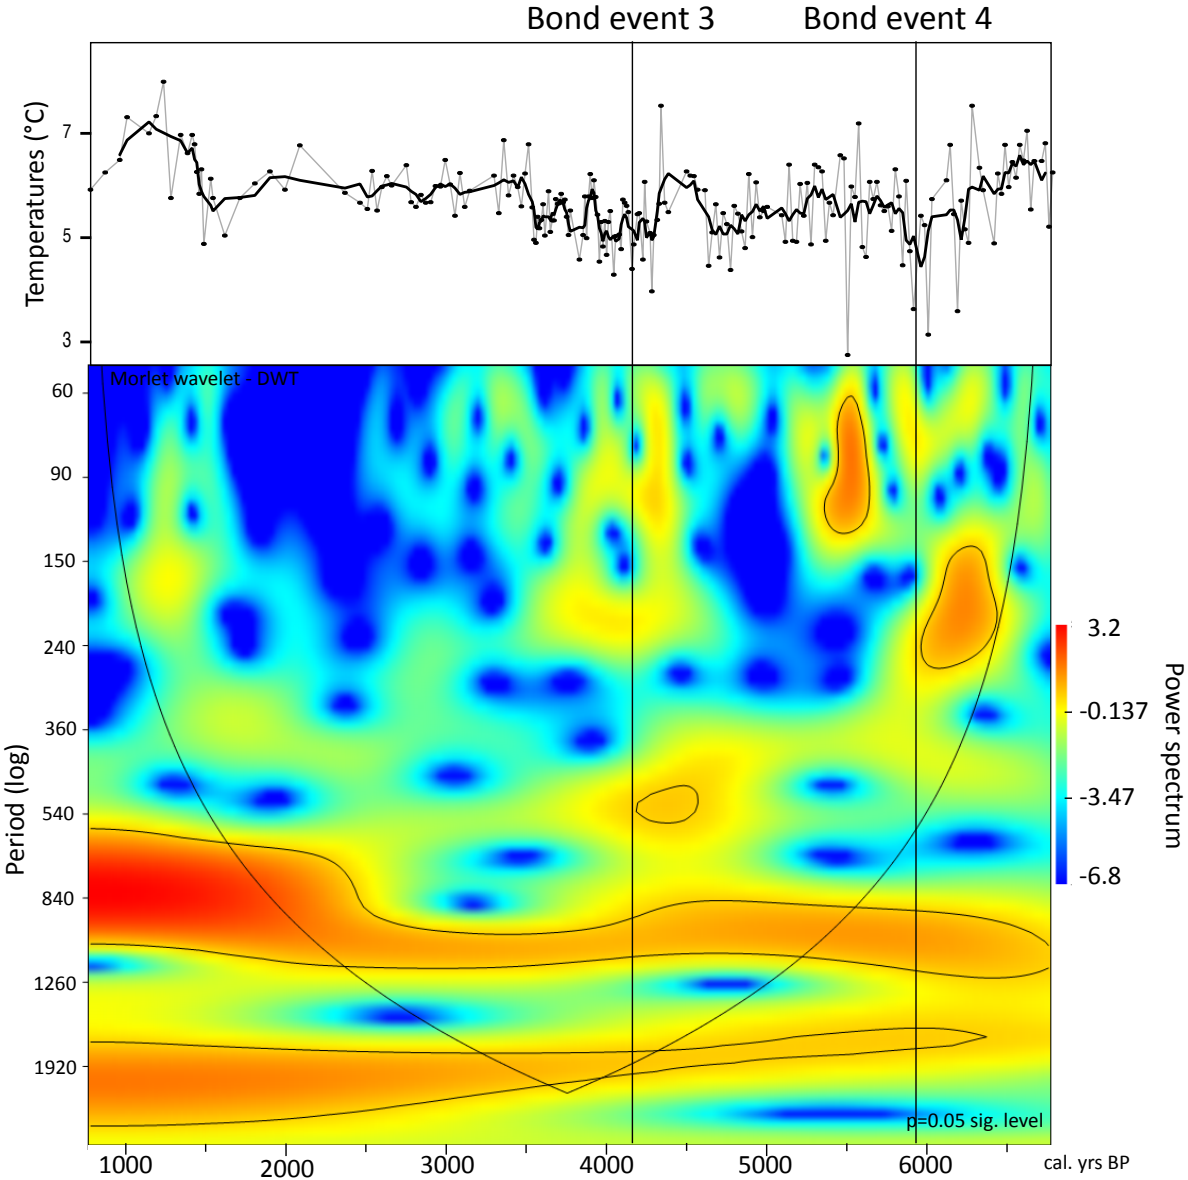 Bond event 3
Bond event 4
Temperatures (°C)
7
5
3
Morlet wavelet - DWT
Period (log)
60
90
150
240
360
540
840
1260
1920
3.2
-0.137
-3.47
-6.8
Power spectrum
p=0.05 sig. level
1000 2000 3000 4000 5000 6000 cal. yrs BP